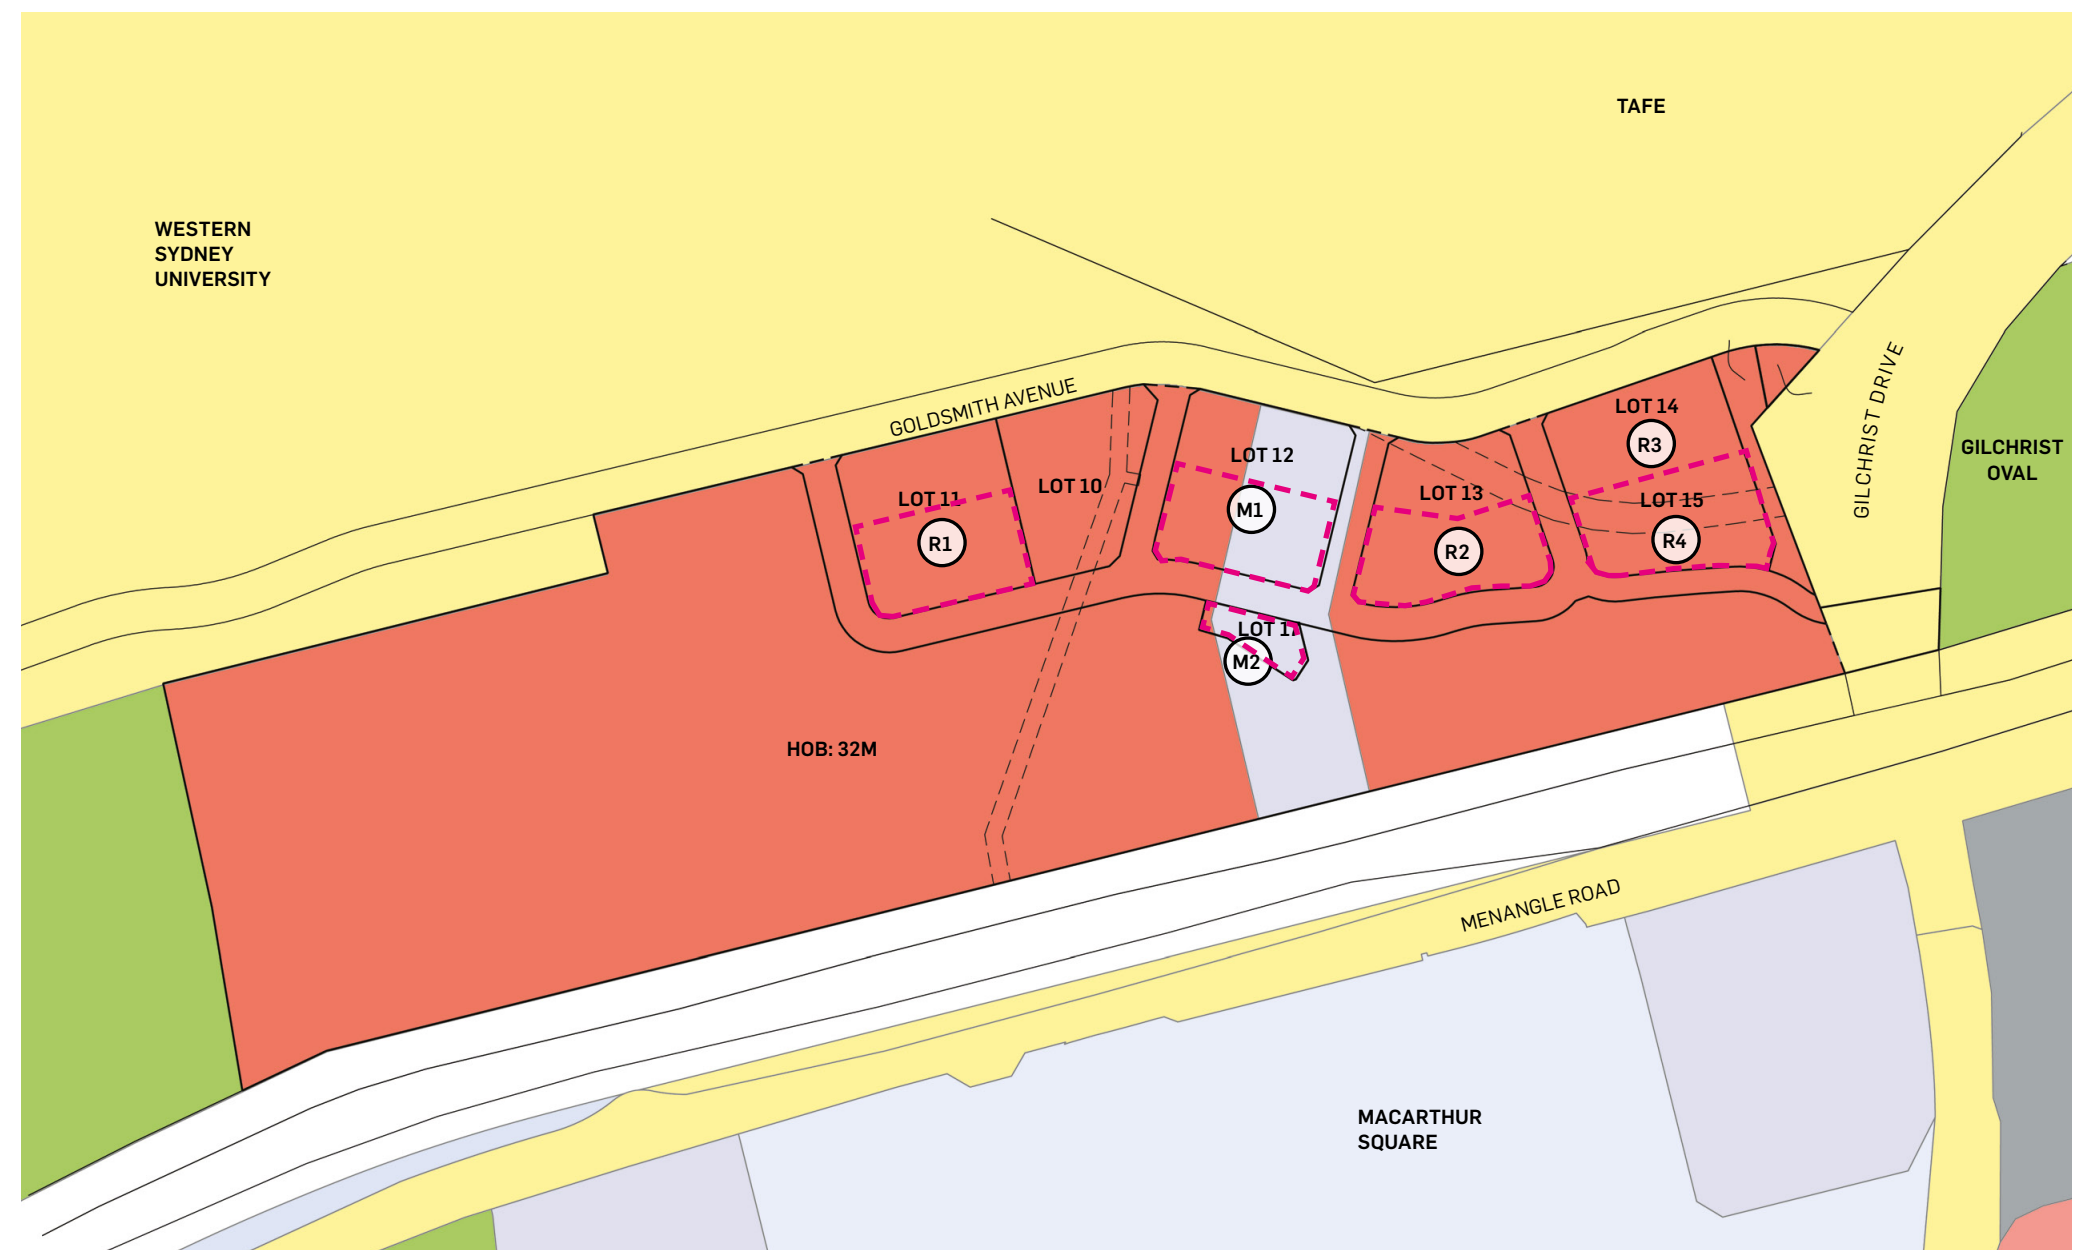 TAFE
WESTERN
SYDNEY
UNIVERSITY
GOLDSMITH AVENUE
GILCHRIST DRIVE
GILCHRIST
OVAL
LOT 14
R3
LOT 12
LOT 10
LOT 11
LOT 13
LOT 15
M1
R1
R2
R4
LOT
M2
HOB: 32M
MENANGLE ROAD
MACARTHUR
SQUARE